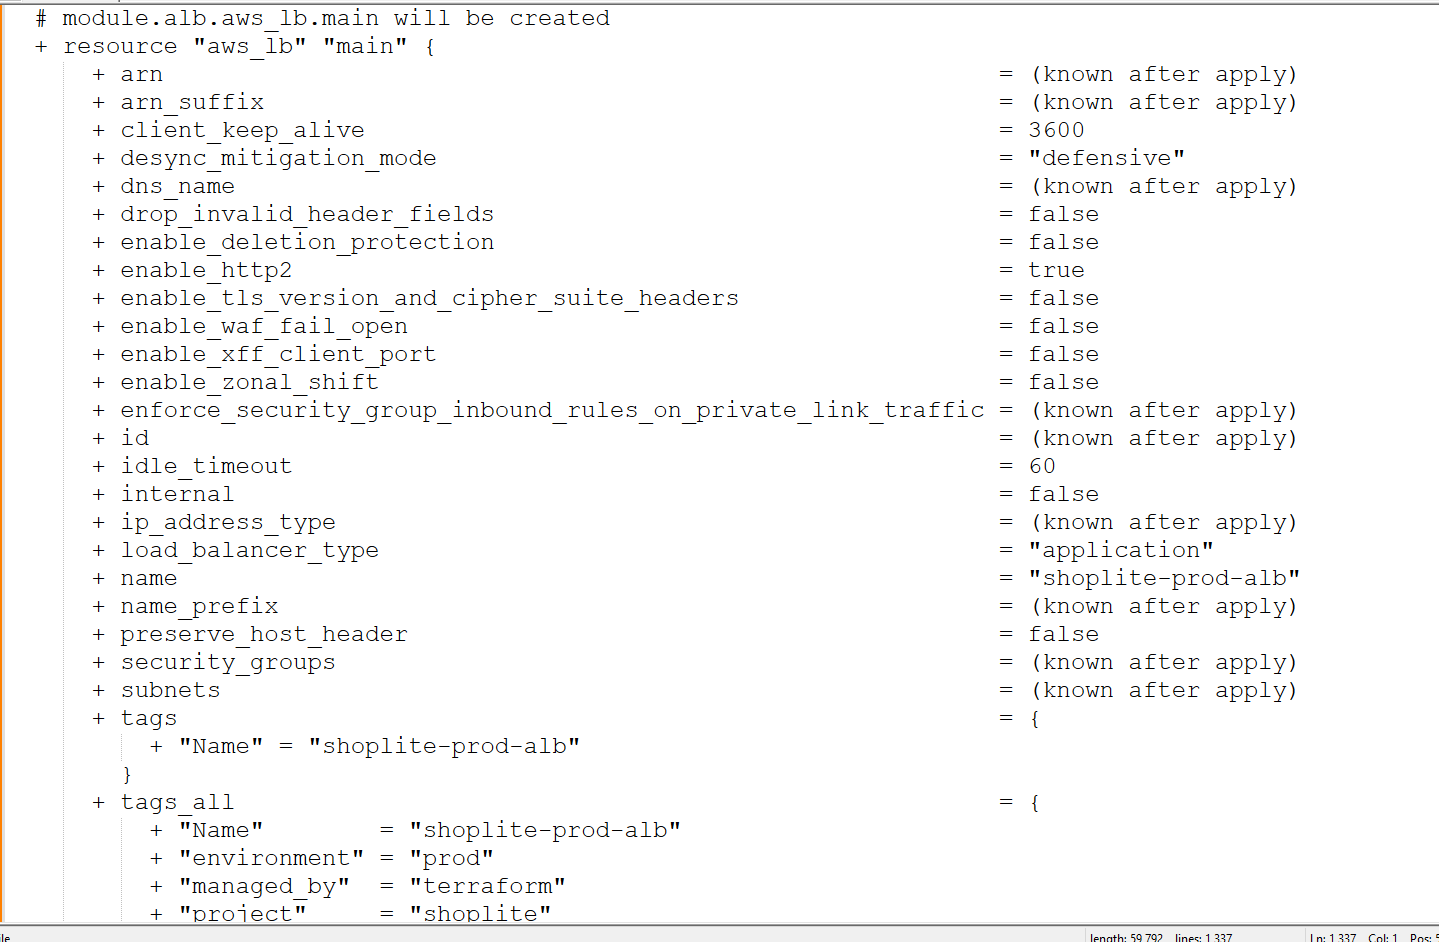 # module.alb.aws_lb.main will be created
+ resource "aws_lb" "main" {
+ arn = (known after apply)
+ arn_suffix = (known after apply)
+ client_keep_alive = 3600
+ desync_mitigation_mode = "defensive"
+ dns_name = (known after apply)
+ drop_invalid_header_fields = false
+ enable_deletion_protection = false
+ enable_http2 = true
+ enable_tls_version_and_cipher_suite_headers = false
+ enable_waf_fail_open = false
+ enable_xff_client_port = false
+ enable_zonal_shift = false
+ enforce_security_group_inbound_rules_on_private_link_traffic = (known after apply)
+ id = (known after apply)
+ idle_timeout = 60
+ internal = false
+ ip_address_type = (known after apply)
+ load_balancer_type = "application"
+ name = "shoplite-prod-alb"
+ name_prefix = (known after apply)
+ preserve_host_header = false
+ security_groups = (known after apply)
+ subnets = (known after apply)
+ tags = {
+ "Name" = "shoplite-prod-alb"
}
+ tags_all = {
+ "Name" = "shoplite-prod-alb"
+ "environment" = "prod"
+ "managed_by" = "terraform"
+ "project" = "shoplite"
length: 59 792 lines: 1 337 Ln: 1 337 Col: 1 Pos: